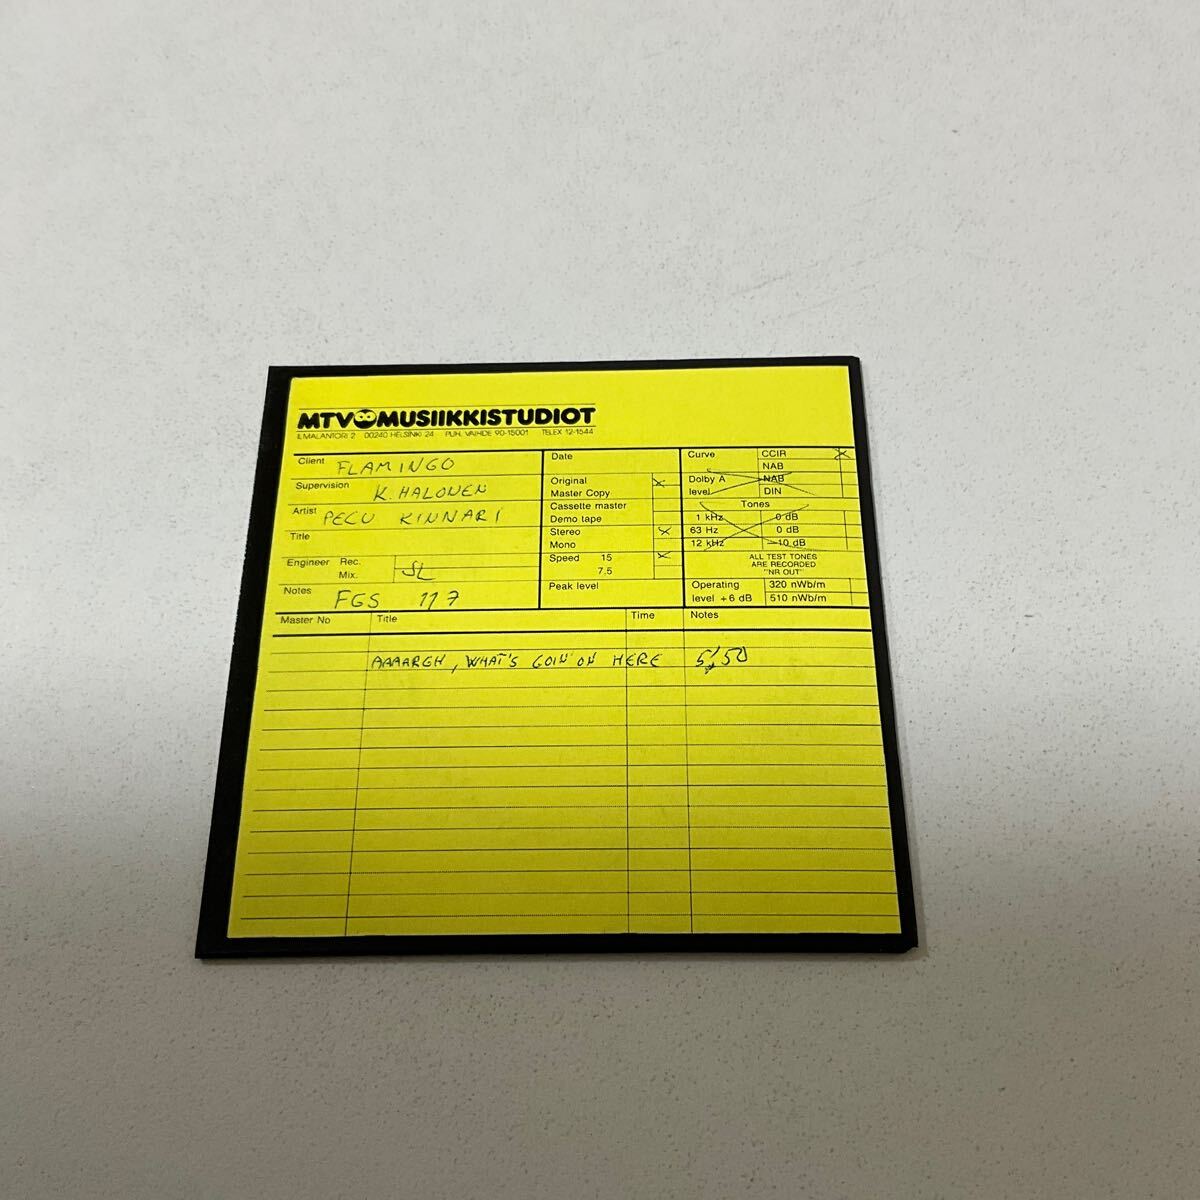 MTV MUSIIKKISTUDIOT
ILMALANTORI 2 00240 HELSINKI 24 PUH. VAIHDE 90-15001 TELEX 12-1544
Client FLAMINGO
Supervision K. HALONEN
Artist PECU KINNARI
Title
Engineer Rec.
Mix. SL
Notes FGS 117
Date
Original X
Master Copy
Cassette master
Demo tape
Stereo X
Mono
Speed 15 X
7.5
Peak level
Curve CCIR X
NAB
Dolby A NAB
level DIN
Tones
1 kHz 0 dB
63 Hz 0 dB
12 kHz -10 dB
ALL TEST TONES
ARE RECORDED
"NR OUT"
Operating 320 nWb/m
level +6 dB 510 nWb/m
Master No Title Time Notes
AAAARGH, WHAT'S GOIN' ON HERE 5,50